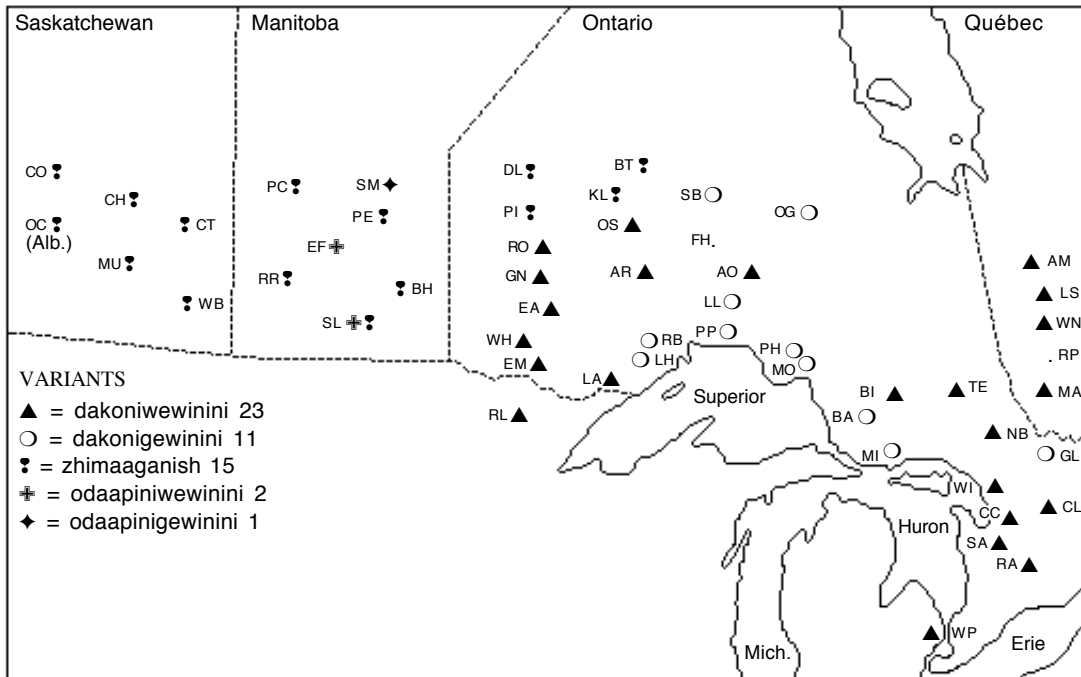 Saskatchewan Manitoba Ontario Québec
CO
CH
OC
(Alb.)
CT
MU
WB
PC
SM
PE
EF
RR
BH
SL
DL
BT
KL
SB
PI
OS
OG
RO
FH
GN
AR
AO
EA
LL
WH
RB
PP
PH
EM
LH
MO
LA
RL
AM
LS
WN
RP
BI
TE
MA
BA
NB
MI
GL
WI
CC
CL
SA
RA
WP
Superior
Huron
Mich.
Erie
VARIANTS
▲ = dakoniwewinini 23
○ = dakonigewinini 11
❢ = zhimaaganish 15
✙ = odaapiniwewinini 2
✦ = odaapinigewinini 1